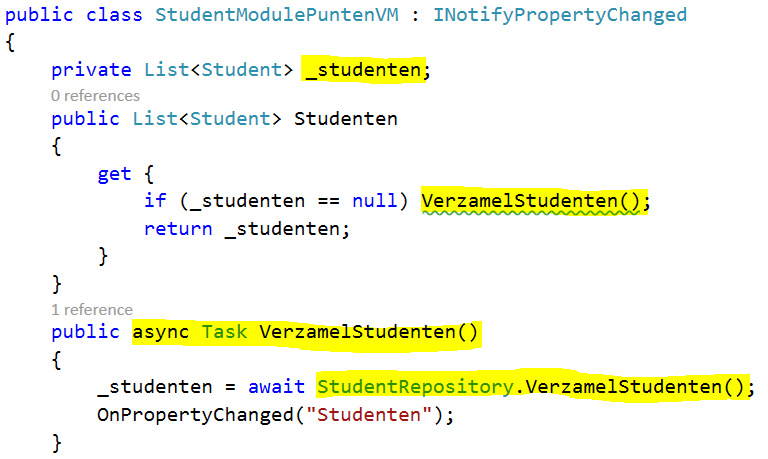 public class StudentModulePuntenVM : INotifyPropertyChanged
{
    private List<Student> _studenten;
    0 references
    public List<Student> Studenten
    {
        get {
            if (_studenten == null) VerzamelStudenten();
            return _studenten;
        }
    }
    1 reference
    public async Task VerzamelStudenten()
    {
        _studenten = await StudentRepository.VerzamelStudenten();
        OnPropertyChanged("Studenten");
    }